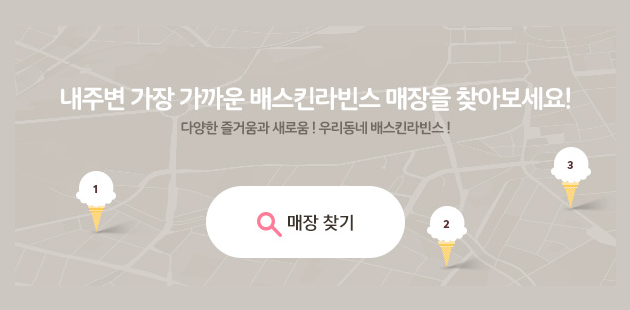 내주변 가장 가까운 배스킨라빈스 매장을 찾아보세요!
다양한 즐거움과 새로움 ! 우리동네 배스킨라빈스 !
3
1
매장 찾기
2